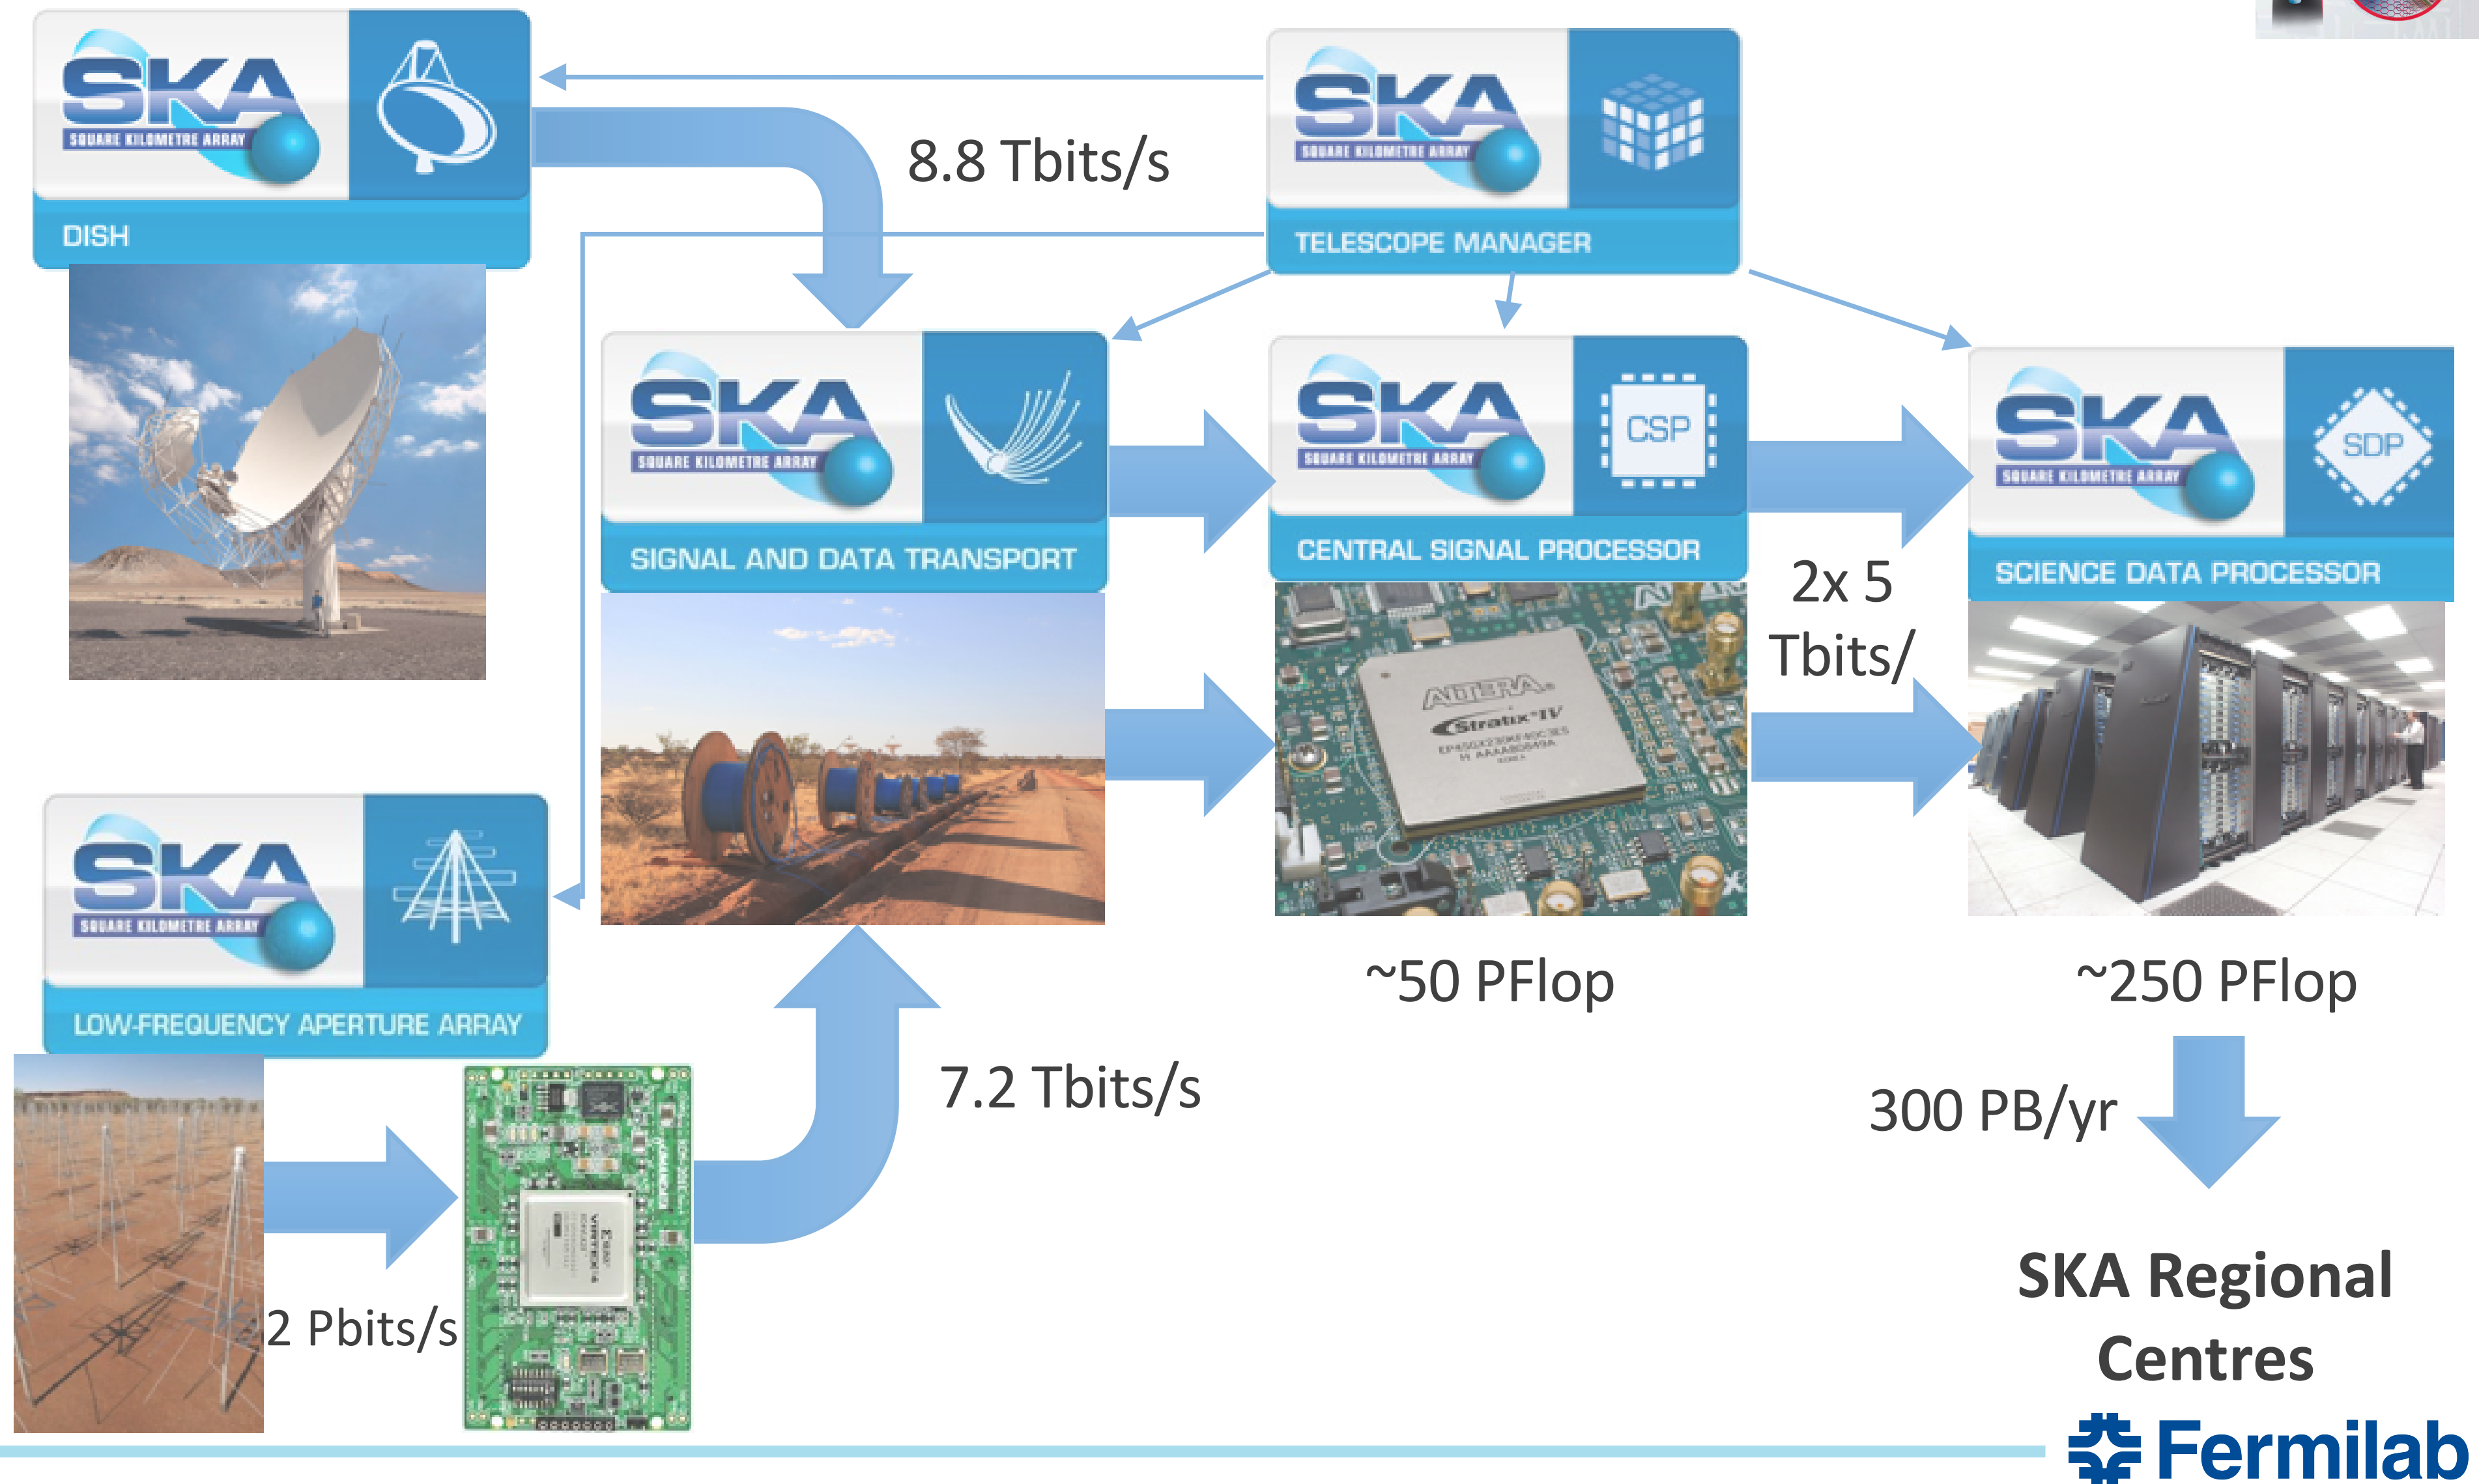 SKA
SQUARE KILOMETRE ARRAY
DISH
8.8 Tbits/s
SKA
SQUARE KILOMETRE ARRAY
TELESCOPE MANAGER
SKA
SQUARE KILOMETRE ARRAY
SIGNAL AND DATA TRANSPORT
SKA
SQUARE KILOMETRE ARRAY
CSP
CENTRAL SIGNAL PROCESSOR
2x 5
Tbits/
SKA
SQUARE KILOMETRE ARRAY
SDP
SCIENCE DATA PROCESSOR
ALTERA®
Stratix® IV
KOREA
~50 PFlop
~250 PFlop
SKA
SQUARE KILOMETRE ARRAY
LOW-FREQUENCY APERTURE ARRAY
2 Pbits/s
VIRTEX
7.2 Tbits/s
300 PB/yr
SKA Regional
Centres
Fermilab